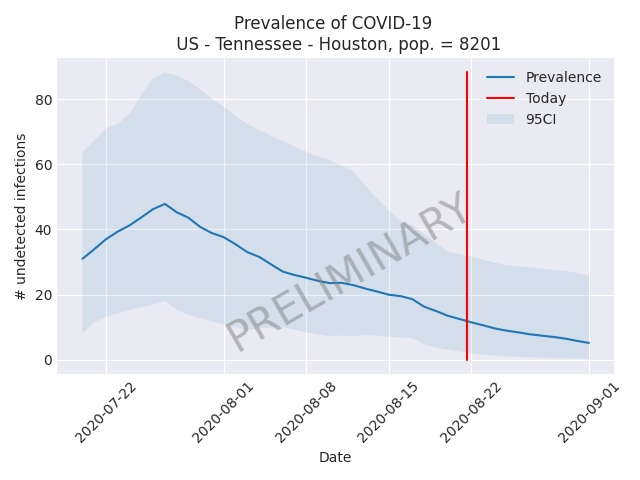 Prevalence of COVID-19
US - Tennessee - Houston, pop. = 8201
# undetected infections
80
60
40
20
0
Prevalence
Today
95CI
PRELIMINARY
2020-07-22
2020-08-01
2020-08-08
2020-08-15
2020-08-22
2020-09-01
Date